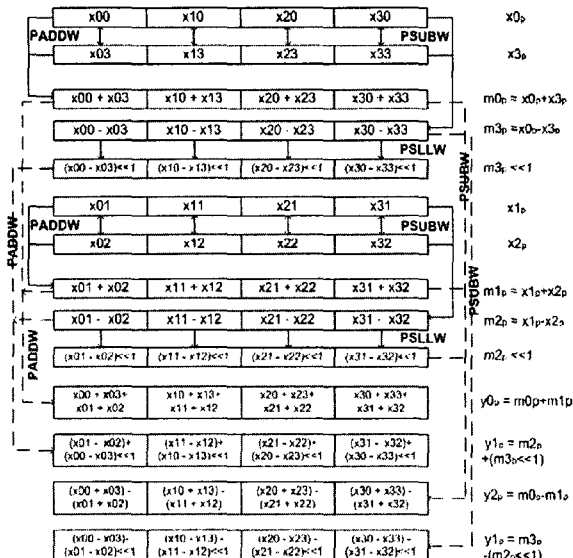 x00 x10 x20 x30 x0p
PADDW PSUBW
x03 x13 x23 x33 x3p
x00 + x03 x10 + x13 x20 + x23 x30 + x33 m0p = x0p+x3p
x00 - x03 x10 - x13 x20 - x23 x30 - x33 m3p = x0p-x3p
PSLLW
(x00 - x03)<<1 (x10 - x13)<<1 (x20 - x23)<<1 (x30 - x33)<<1 m3p <<1
PSUBW
x01 x11 x21 x31 x1p
PADDW PSUBW
PADDW
x02 x12 x22 x32 x2p
PSUBW
x01 + x02 x11 + x12 x21 + x22 x31 + x32 m1p = x1p+x2p
x01 - x02 x11 - x12 x21 - x22 x31 - x32 m2p = x1p-x2p
PSLLW
PADDW
(x01 - x02)<<1 (x11 - x12)<<1 (x21 - x22)<<1 (x31 - x32)<<1 m2p <<1
x00 + x03+ x10 + x13+ x20 + x23+ x30 + x33+
x01 + x02 x11 + x12 x21 + x22 x31 + x32
y0p = m0p+m1p
(x01 - x02)+ (x11 - x12)+ (x21 - x22)+ (x31 - x32)+ y1p = m2p
(x00 - x03)<<1 (x10 - x13)<<1 (x20 - x23)<<1 (x30 - x33)<<1 +(m3p<<1)
(x00 + x03) - (x10 + x13) - (x20 + x23) - (x30 + x33) -
(x01 + x02) (x11 + x12) (x21 + x22) (x31 + x32)
y2p = m0p-m1p
(x00 - x03)- (x10 - x13) - (x20 - x23)- (x30 - x33)- y1p = m3p
(x01 - x02)<<1 (x11 - x12)<<1 (x21 - x22)<<1 (x31 - x32)<<1 -(m2p<<1)